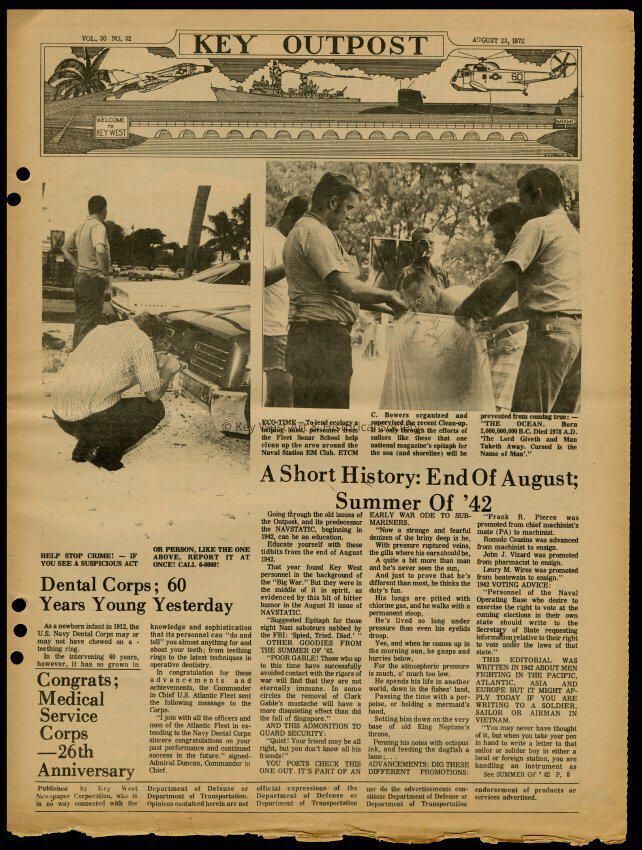 VOL. 30 NO. 32
KEY OUTPOST
AUGUST 23, 1972
60
WELCOME
TO
KEY WEST
HELP STOP CRIME! — IF
YOU SEE A SUSPICIOUS ACT
OR PERSON, LIKE THE ONE
ABOVE, REPORT IT AT
ONCE! CALL 6-6060!
ECO-TIME — To lend ecology a
helping hand, personnel from
the Fleet Sonar School help
clean up the area around the
Naval Station EM Club. ETCM
C. Bowers organized and
supervised the recent Clean-up.
It is only through the efforts of
sailors like these that one
national magazine's epitaph for
the sea (and shoreline) will be
prevented from coming true: —
"THE OCEAN. Born
2,000,000,000 B.C. Died 1978 A.D.
'The Lord Giveth and Man
Taketh Away. Cursed Is the
Name of Man'."
Dental Corps; 60
Years Young Yesterday
As a newborn infant in 1912, the
U.S. Navy Dental Corps may or
may not have chewed on a -
teething ring.
In the intervening 60 years,
however, it has so grown in
knowledge and sophistication
that its personnel can "do and
tell" you almost anything for and
about your teeth; from teething
rings to the latest techniques in
operative dentistry.
In congratulation for these
advancements and
achievements, the Commander
in Chief U.S. Atlantic Fleet sent
the following message to the
Corps.
"I join with all the officers and
men of the Atlantic Fleet in ex-
tending to the Navy Dental Corps
sincere congratulations on your
past performance and continued
success in the future." signed-
Admiral Duncan, Commander in
Chief.
Congrats;
Medical
Service
Corps
—26th
Anniversary
A Short History: End Of August;
Summer Of '42
Going through the old issues of
the Outpost, and its predecessor
the NAVSTATIC, beginning in
1942, can be an education.
Educate yourself with these
tidbits from the end of August
1942.
That year found Key West
personnel in the background of
the "Big War." But they were in
the middle of it in spirit, as
evidenced by this bit of bitter
humor in the August 31 issue of
NAVSTATIC.
"Suggested Epitaph for those
eight Nazi saboteurs nabbed by
the FBI: 'Spied, Tried. Died.' "
OTHER GOODIES FROM
THE SUMMER OF '42.
"POOR GABLE! Those who up
to this time have successfully
avoided contact with the rigors of
war will find that they are not
eternally immune. In some
circles the removal of Clark
Gable's mustache will have a
more disquieting effect than did
the fall of Singapore."
AND THIS ADMONITION TO
GUARD SECURITY:
"Quiet! Your friend may be all
right, but you don't know all his
friends!"
YOU POETS CHECK THIS
ONE OUT. IT'S PART OF AN
EARLY WAR ODE TO SUB-
MARINERS.
"Now a strange and fearful
denizen of the briny deep is he,
With pressure ruptured veins,
the gills where his ears should be.
A quite a bit more than man
and he's never seen the sun,
And just to prove that he's
different than most, he thinks the
duty's fun.
His lungs are pitted with
chlorine gas, and he walks with a
permanent stoop,
He's lived so long under
pressure than even his eyelids
droop.
Yes, and when he comes up in
the morning sun, he gasps and
hurries below,
For the atmospheric pressure
is much, o' much too low.
He spends his life in another
world, down in the fishes' land,
Passing the time with a por-
poise, or holding a mermaid's
hand.
Setting him down on the very
base of old King Neptune's
throne,
Penning his notes with octopus
ink, and feeding the dogfish a
bone; . . .
ADVANCEMENTS: DIG THESE
DIFFERENT PROMOTIONS:
"Frank R. Pierce was
promoted from chief machinist's
mate (PA) to machinist.
Romolo Cousins was advanced
from machinist to ensign.
John J. Vizard was promoted
from pharmacist to ensign.
Leory M. Wires was promoted
from boatswain to ensign."
1942 VOTING ADVICE:
"Personnel of the Naval
Operating Base who desire to
exercise the right to vote at the
coming elections in their own
state should write to the
Secretary of State requesting
information relative to their right
to vote under the laws of that
state."
THIS EDITORIAL WAS
WRITTEN IN 1942 ABOUT MEN
FIGHTING IN THE PACIFIC,
ATLANTIC, ASIA AND
EUROPE BUT IT MIGHT AP-
PLY TODAY IF YOU ARE
WRITING TO A SOLDIER,
SAILOR OR AIRMAN IN
VIETNAM.
"You may never have thought
of it, but when you take your pen
in hand to write a letter to that
sailor or soldier boy in either a
local or foreign station, you are
handling an instrument as
See SUMMER OF '42 P. 8
Published by Key West
Newspaper Corporation, who is
in no way connected with the
Department of Defense or
Department of Transportation.
Opinions contained herein are not
official expressions of the
Department of Defense or
Department of Transportation
nor do the advertisements con-
stitute Department of Defense or
Department of Transportation
endorsement of products or
services advertised.